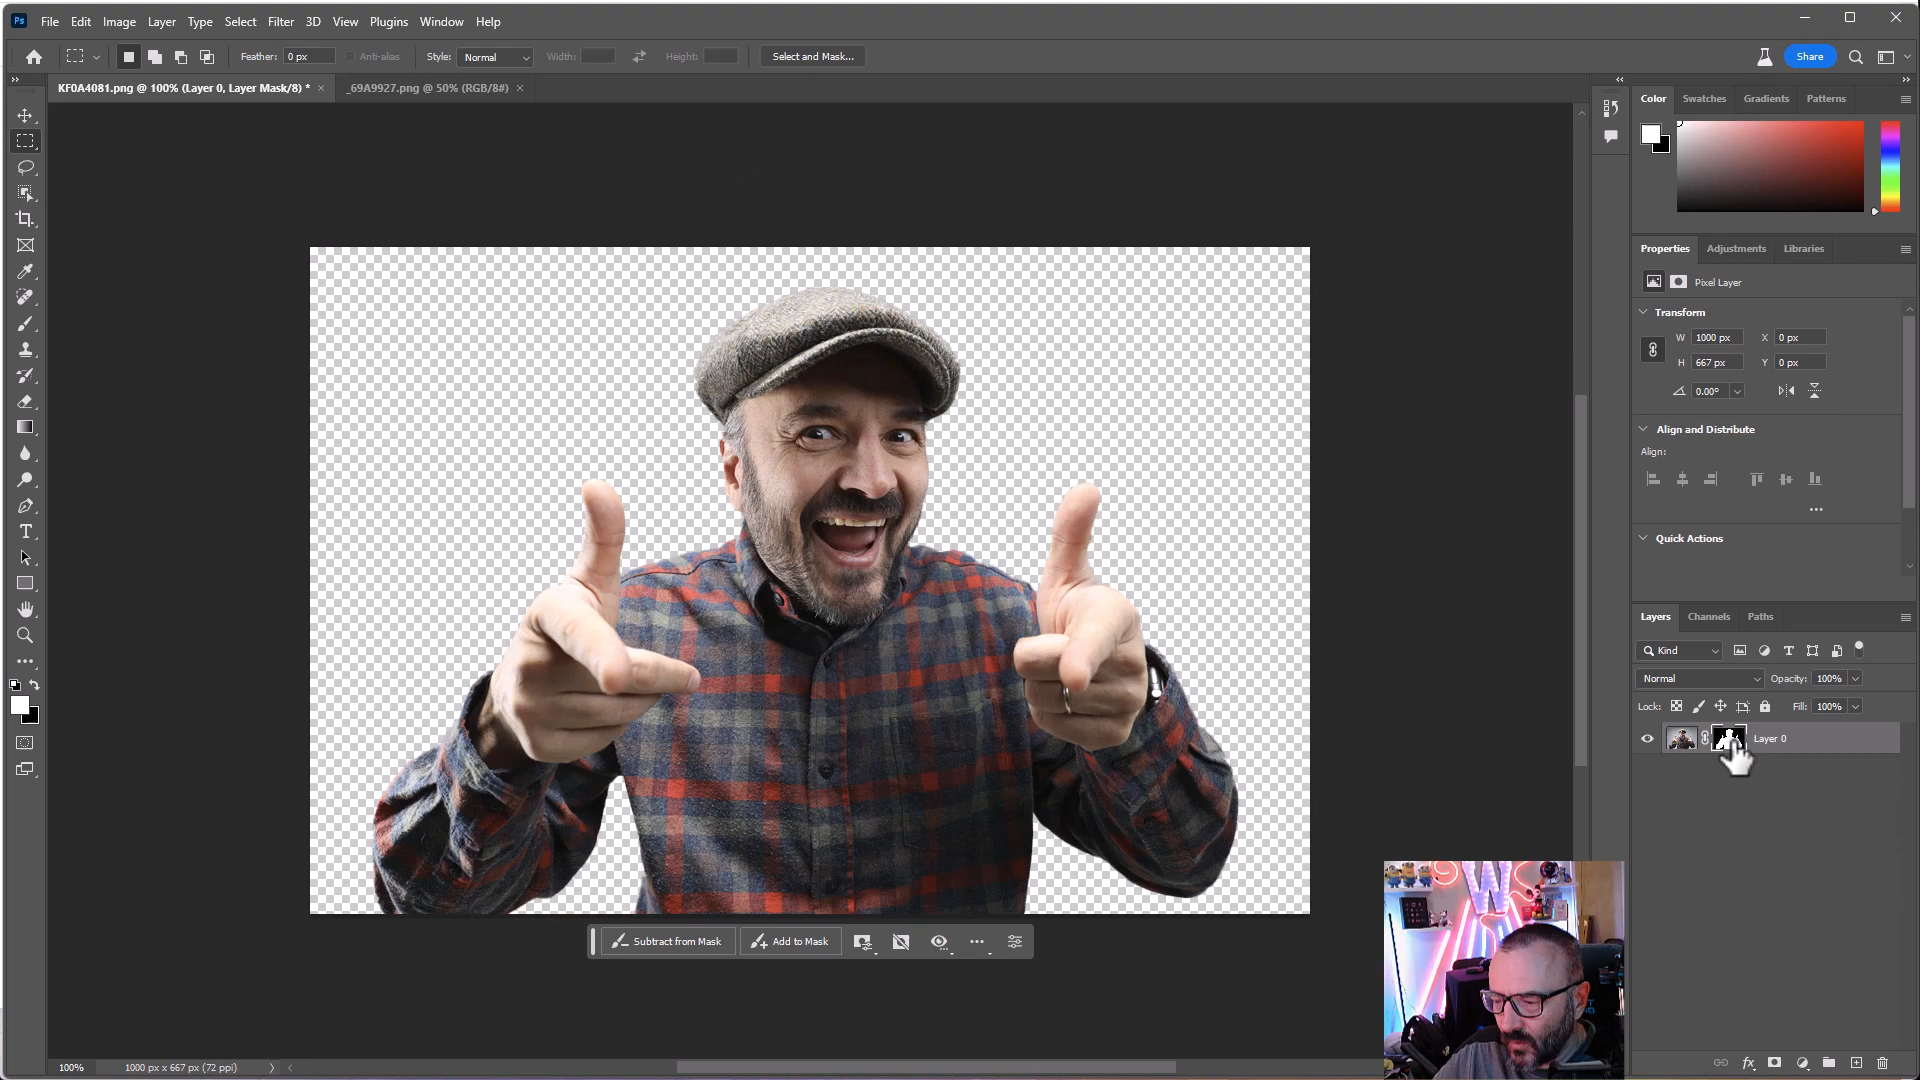 Ps File Edit Image Layer Type Select Filter 3D View Plugins Window Help
Feather: 0 px Anti-alias Style: Normal Width: Height: Select and Mask... Share
KF0A4081.png @ 100% (Layer 0, Layer Mask/8) * × _69A9927.png @ 50% (RGB/8#) ×
Color Swatches Gradients Patterns
Properties Adjustments Libraries
Pixel Layer
Transform
W 1000 px X 0 px
H 667 px Y 0 px
0.00°
Align and Distribute
Align:
Quick Actions
Layers Channels Paths
Kind
Normal Opacity: 100%
Lock: Fill: 100%
Layer 0
Subtract from Mask Add to Mask
W
100% 1000 px x 667 px (72 ppi)
fx